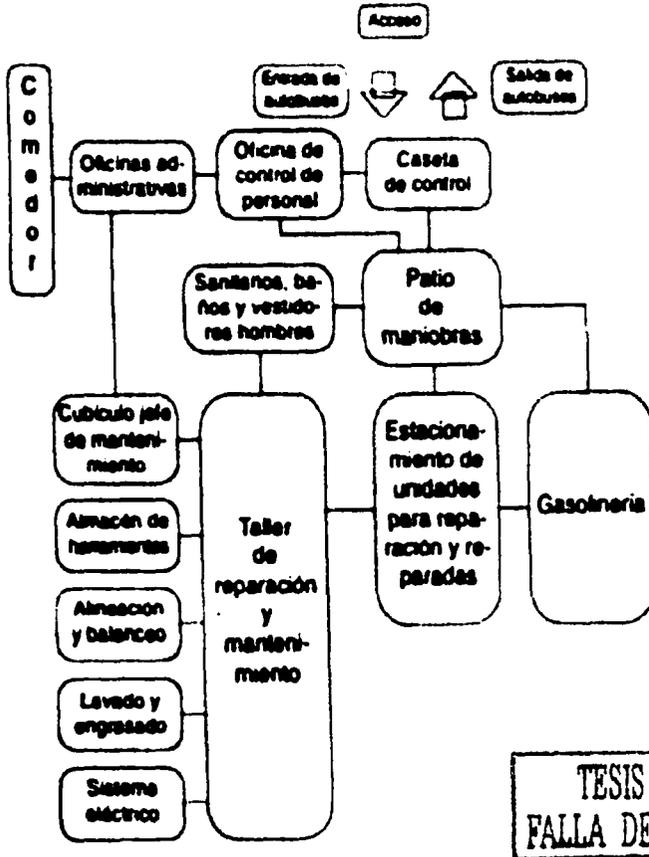 Acceso
Entrada de
autobuses
Salida de
autobuses
Comedor
Oficinas ad-
ministrativas
Oficina de
control de
personal
Caseta
de control
Sanitarios, ba-
ños y vestido-
res hombres
Patio
de
maniobras
Cubículo jefe
de manteni-
miento
Almacén de
herramientas
Alineación
y balanceo
Lavado y
engrasado
Sistema
eléctrico
Taller
de
reparación
y
manteni-
miento
Estaciona-
miento de
unidades
para repa-
ración y re-
paradas
Gasolineria
TESIS
FALLA DE